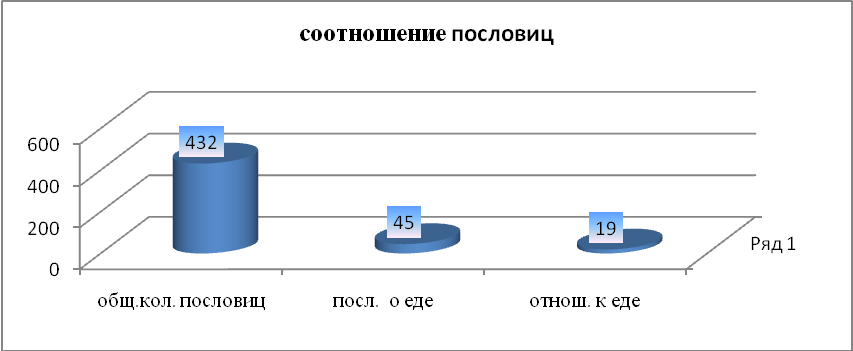 соотношение пословиц
600
400
200
0
432
45
19
Ряд 1
общ.кол. пословиц
посл. о еде
отнош. к еде